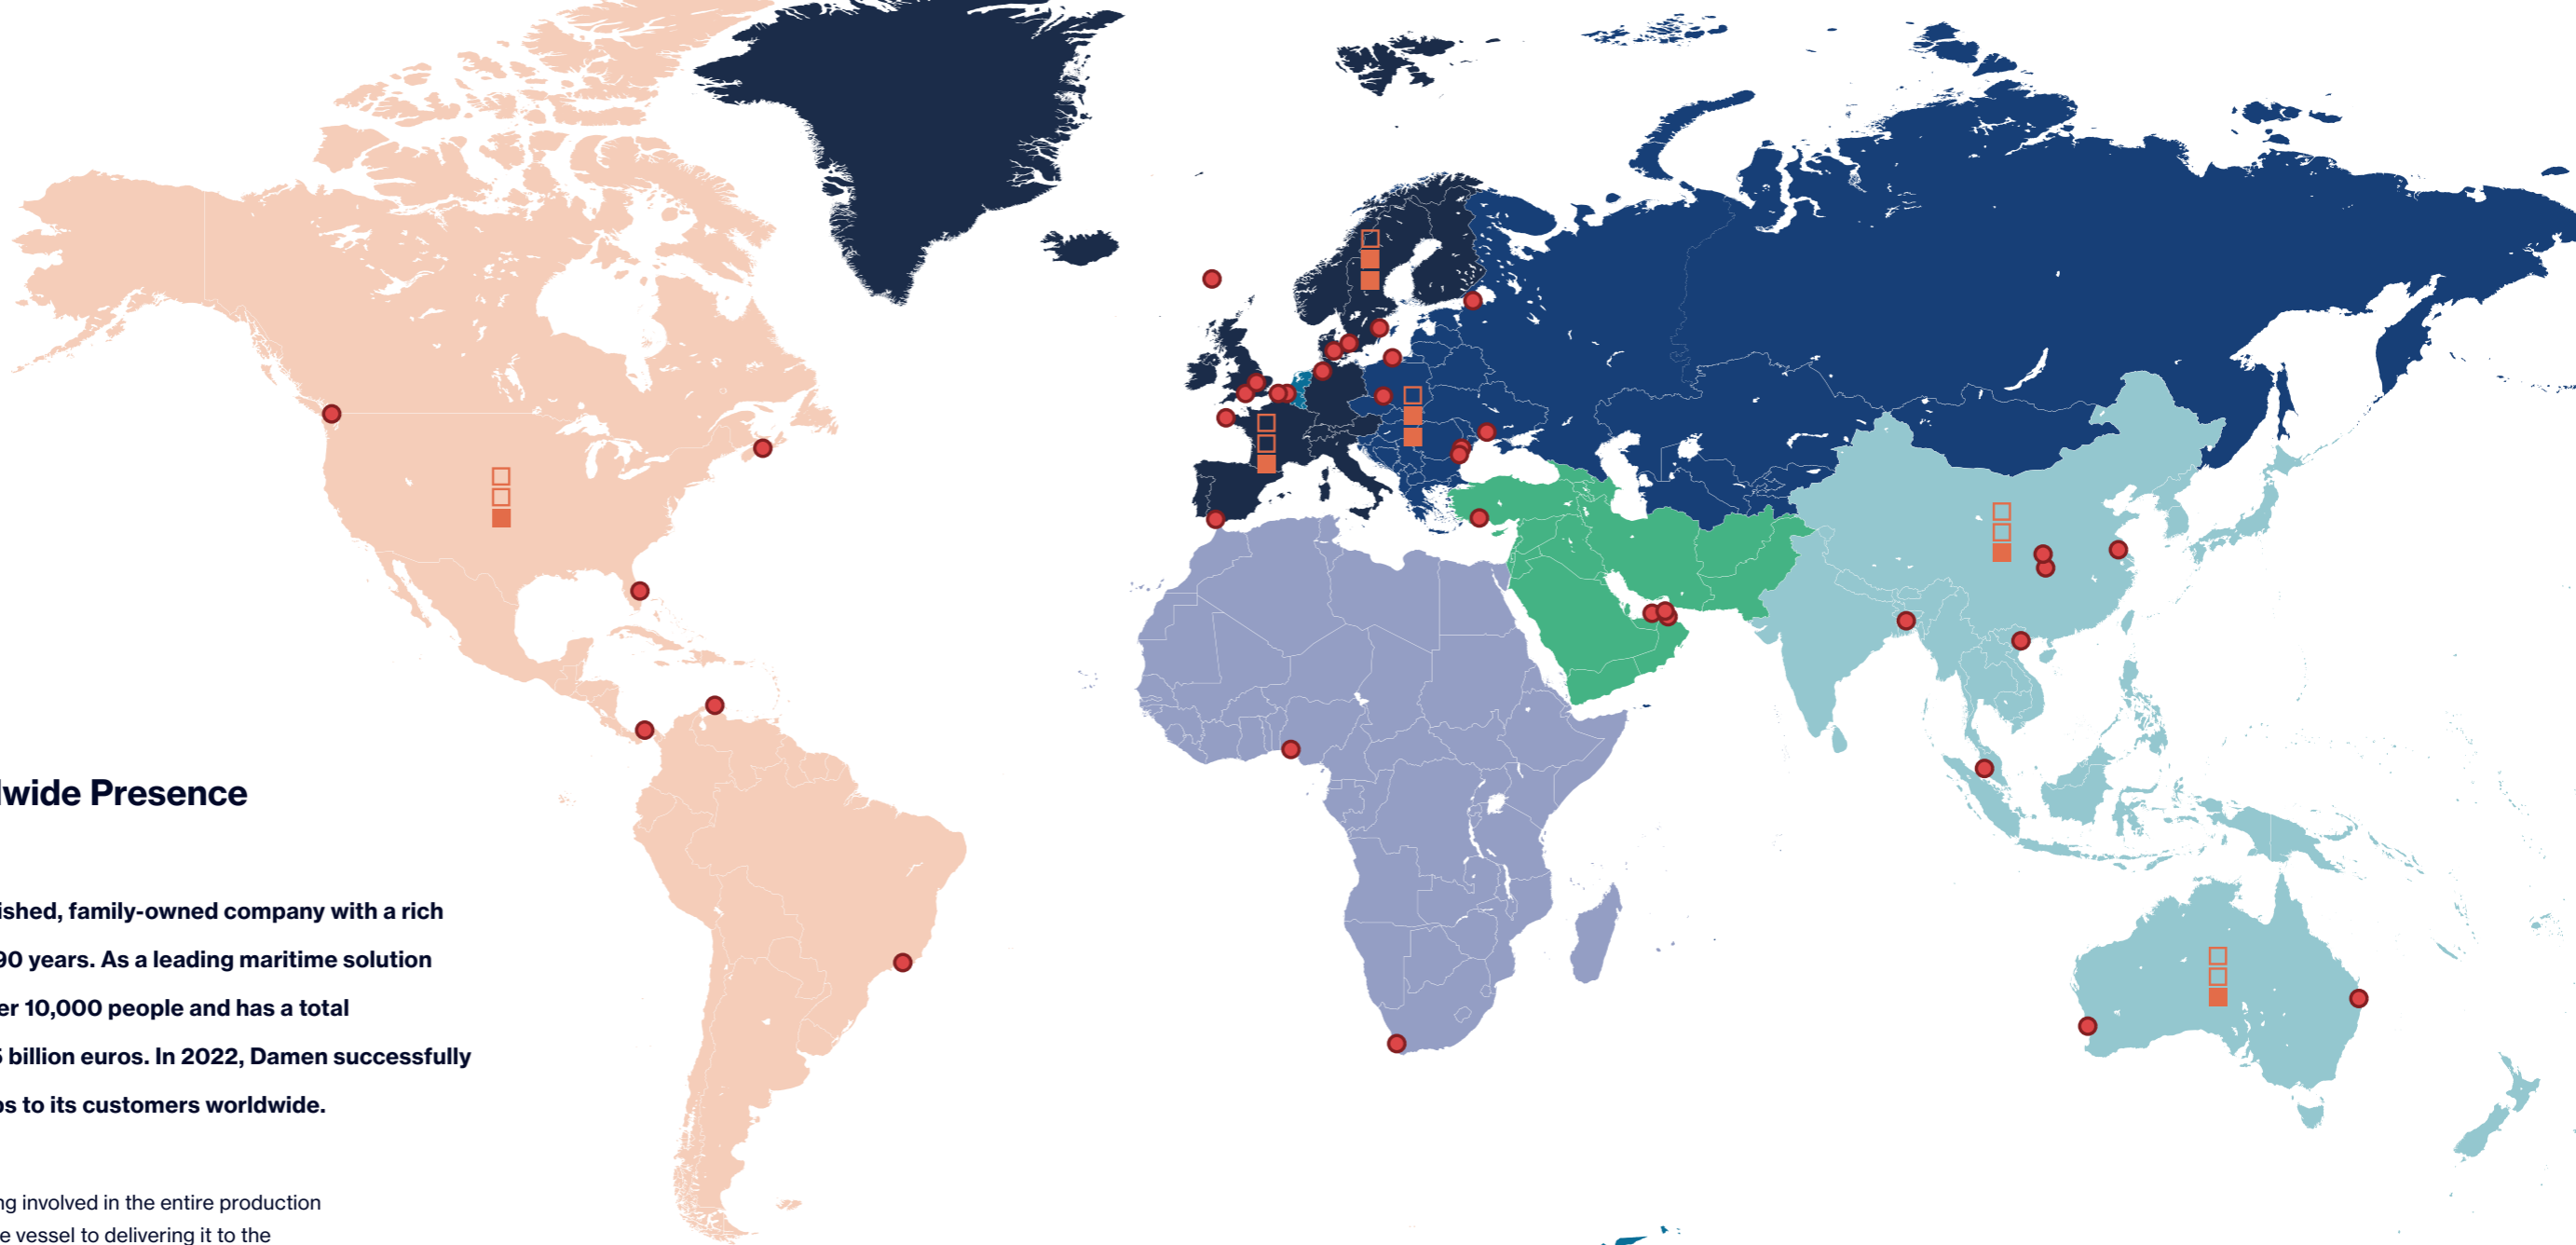 lwide Presence
ished, family-owned company with a rich
90 years. As a leading maritime solution
er 10,000 people and has a total
billion euros. In 2022, Damen successfully
os to its customers worldwide.
ng involved in the entire production
e vessel to delivering it to the